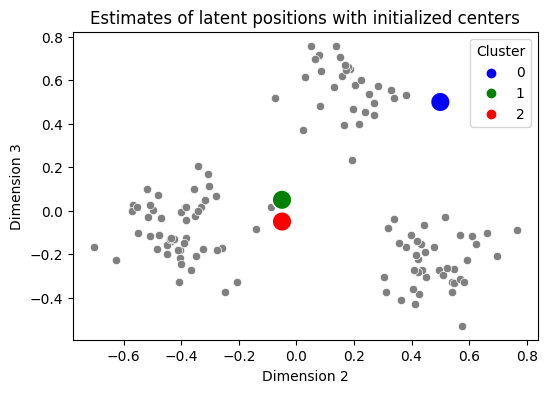 Estimates of latent positions with initialized centers
Cluster
0
1
2
Dimension 3
0.8
0.6
0.4
0.2
0.0
−0.2
−0.4
−0.6 −0.4 −0.2 0.0 0.2 0.4 0.6 0.8
Dimension 2